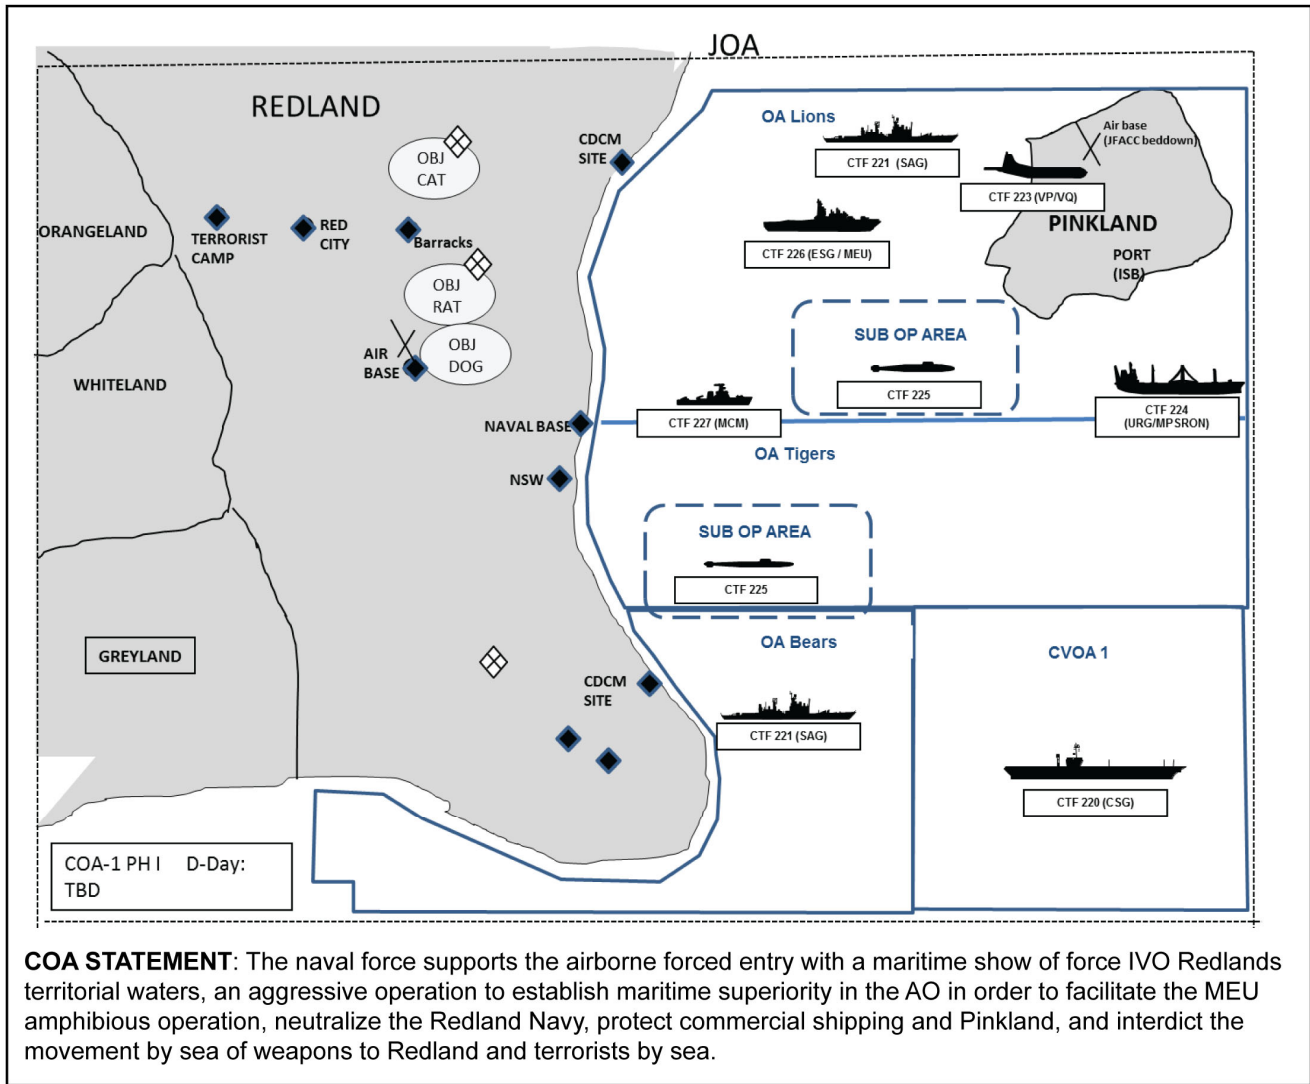 JOA
REDLAND
OA Lions
CTF 221 (SAG)
Air base
(JFACC beddown)
CDCM
SITE
OBJ
CAT
CTF 223 (VP/VQ)
PINKLAND
PORT
(ISB)
ORANGELAND
TERRORIST
CAMP
RED
CITY
Barracks
CTF 226 (ESG / MEU)
OBJ
RAT
SUB OP AREA
CTF 225
AIR
BASE
OBJ
DOG
WHITELAND
CTF 224
(URG/MPSRON)
NAVAL BASE
CTF 227 (MCM)
OA Tigers
NSW
SUB OP AREA
CTF 225
GREYLAND
OA Bears
CVOA 1
CDCM
SITE
CTF 221 (SAG)
CTF 220 (CSG)
COA-1 PH I D-Day:
TBD
COA STATEMENT: The naval force supports the airborne forced entry with a maritime show of force IVO Redlands
territorial waters, an aggressive operation to establish maritime superiority in the AO in order to facilitate the MEU
amphibious operation, neutralize the Redland Navy, protect commercial shipping and Pinkland, and interdict the
movement by sea of weapons to Redland and terrorists by sea.